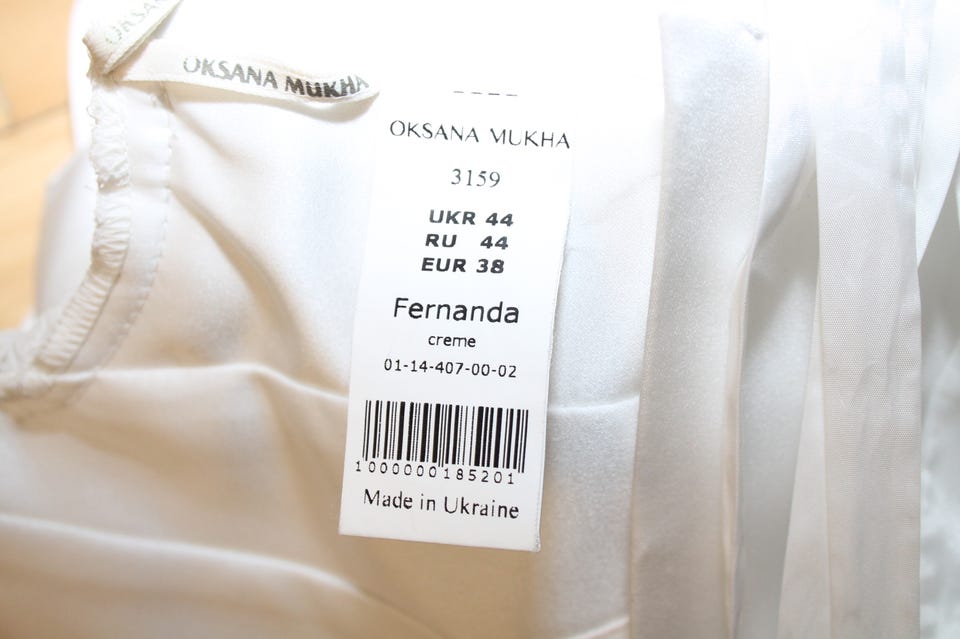 OKSANA
OKSANA MUKHA
OKSANA MUKHA
3159
UKR 44
RU 44
EUR 38
Fernanda
creme
01-14-407-00-02
1000000185201
Made in Ukraine